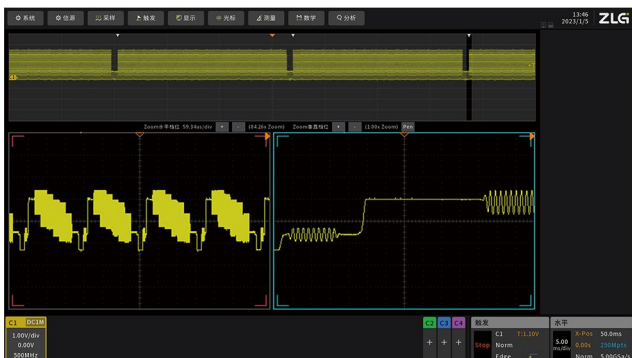 系统 信源 采样 触发 显示 光标 测量 数学 分析
13:46
2023/1/5
ZLG
Zoom水平档位 59.34us/div + - (84.26x Zoom) Zoom垂直档位 + - (1.00x Zoom) Pen
C1 DC1M
1.00V/div
0.00V
500MHz
C2 C3 C4
+ + +
触发
C1 T:1.10V
Stop Norm
Edge
水平
5.00 ms/div
X-Pos 50.0ms
0.00s 250Mpts
Norm 5.00GSa/s